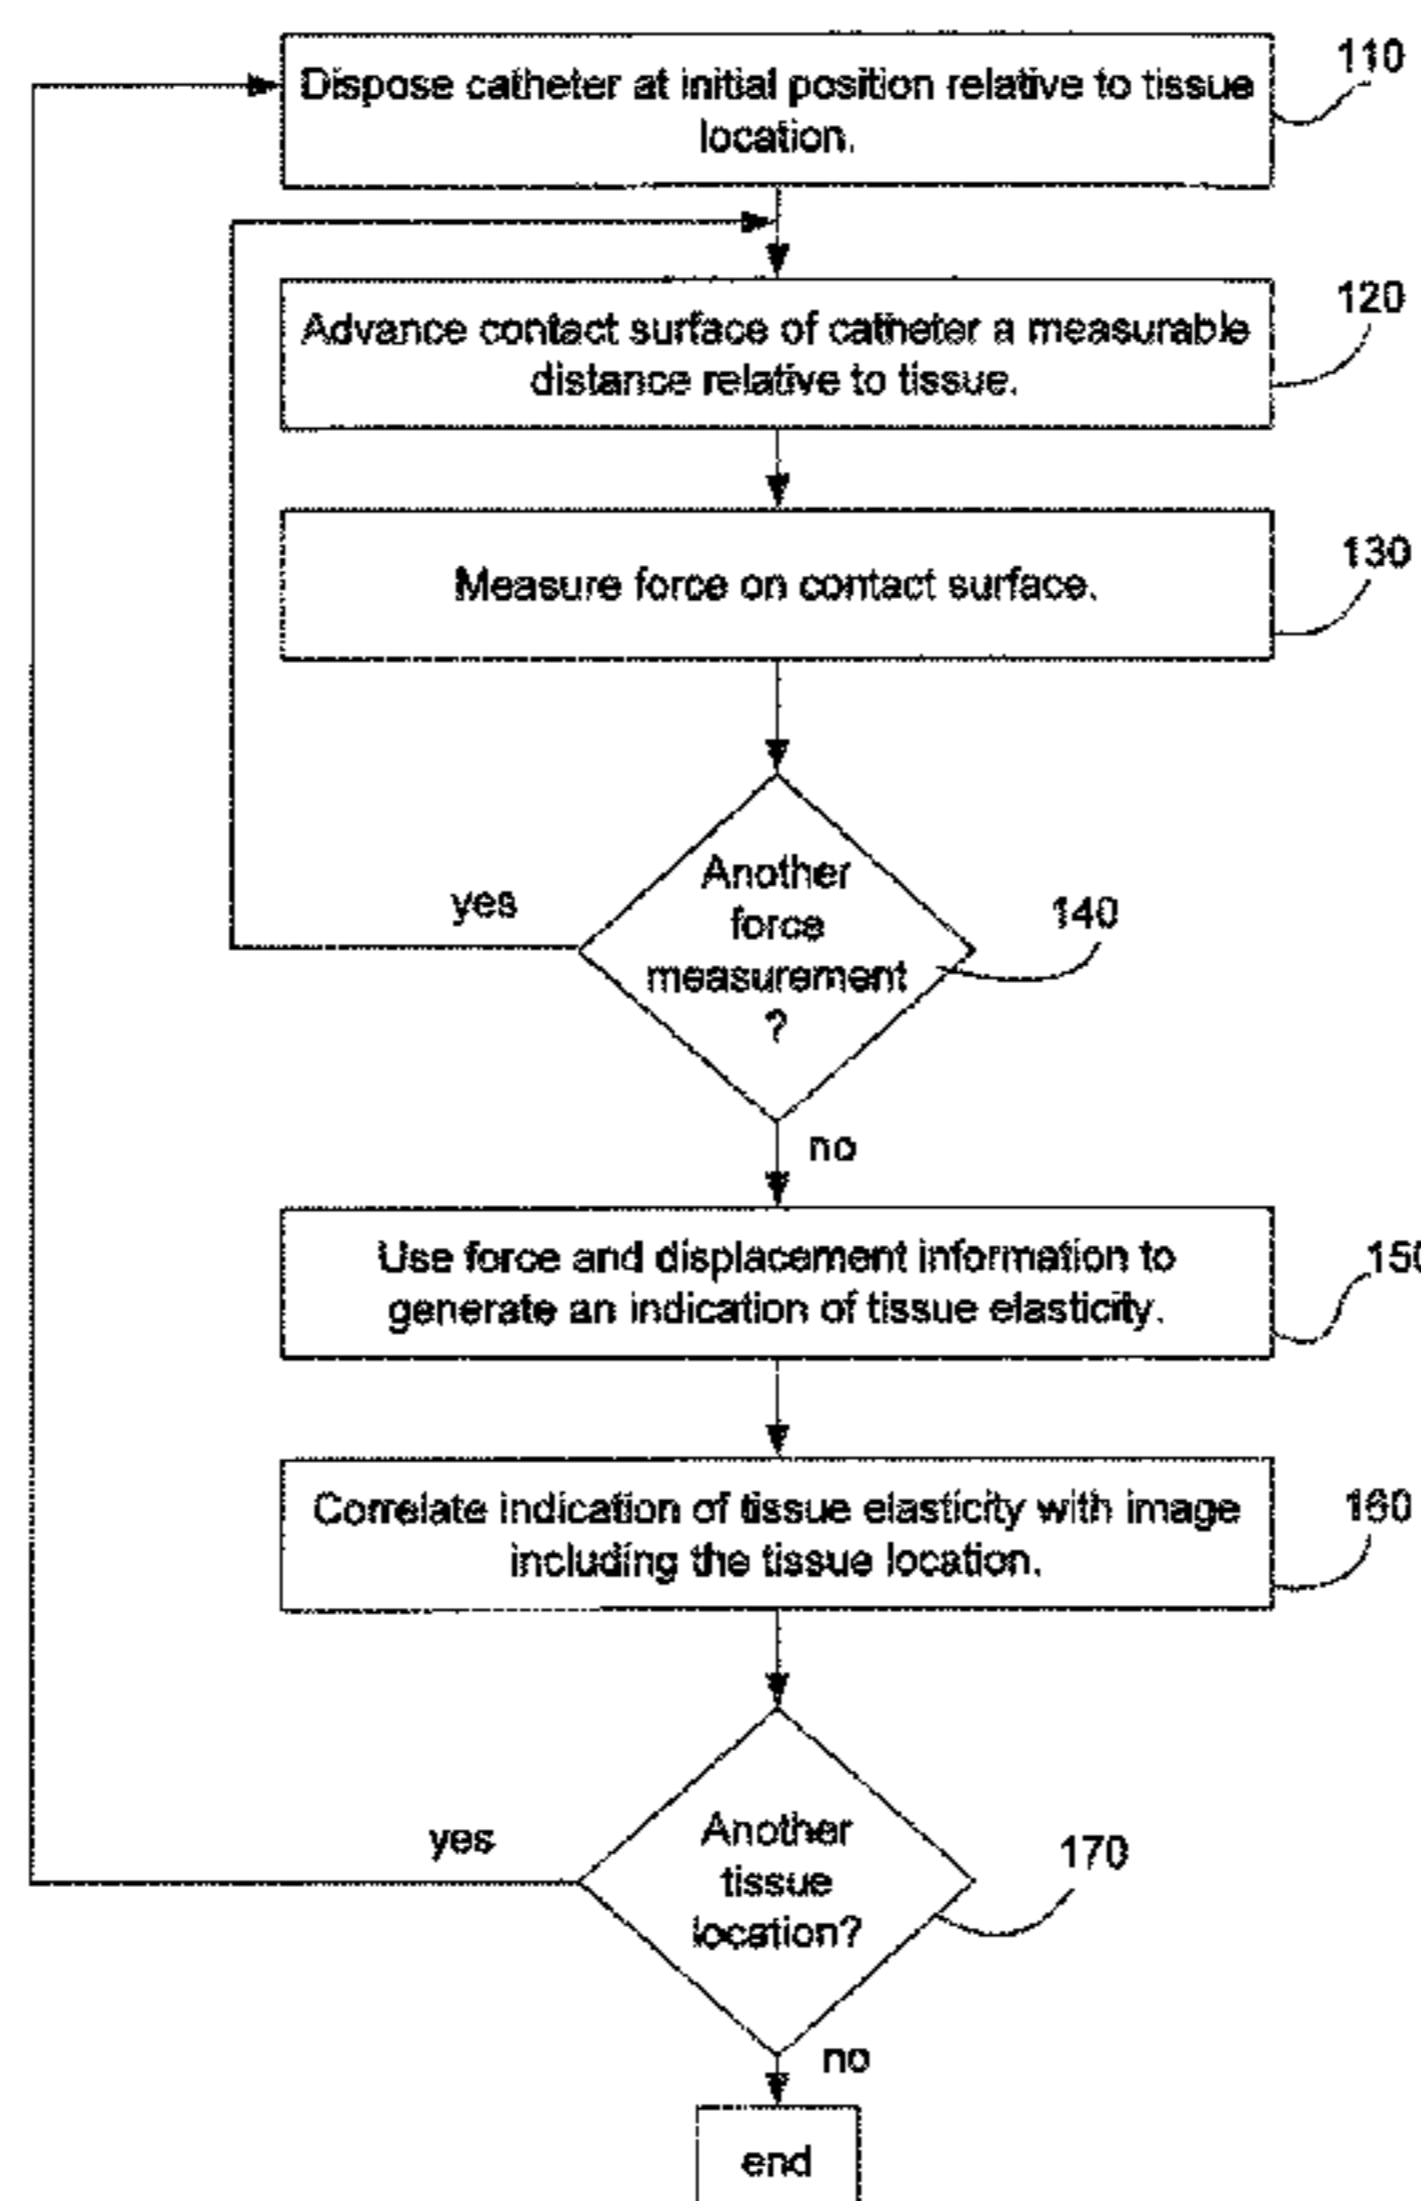 110
Dispose catheter at initial position relative to tissue
location.
120
Advance contact surface of catheter a measurable
distance relative to tissue.
130
Measure force on contact surface.
Another
force
measurement
?
140
yes
no
150
Use force and displacement information to
generate an indication of tissue elasticity.
160
Correlate indication of tissue elasticity with image
including the tissue location.
Another
tissue
location?
170
yes
no
end